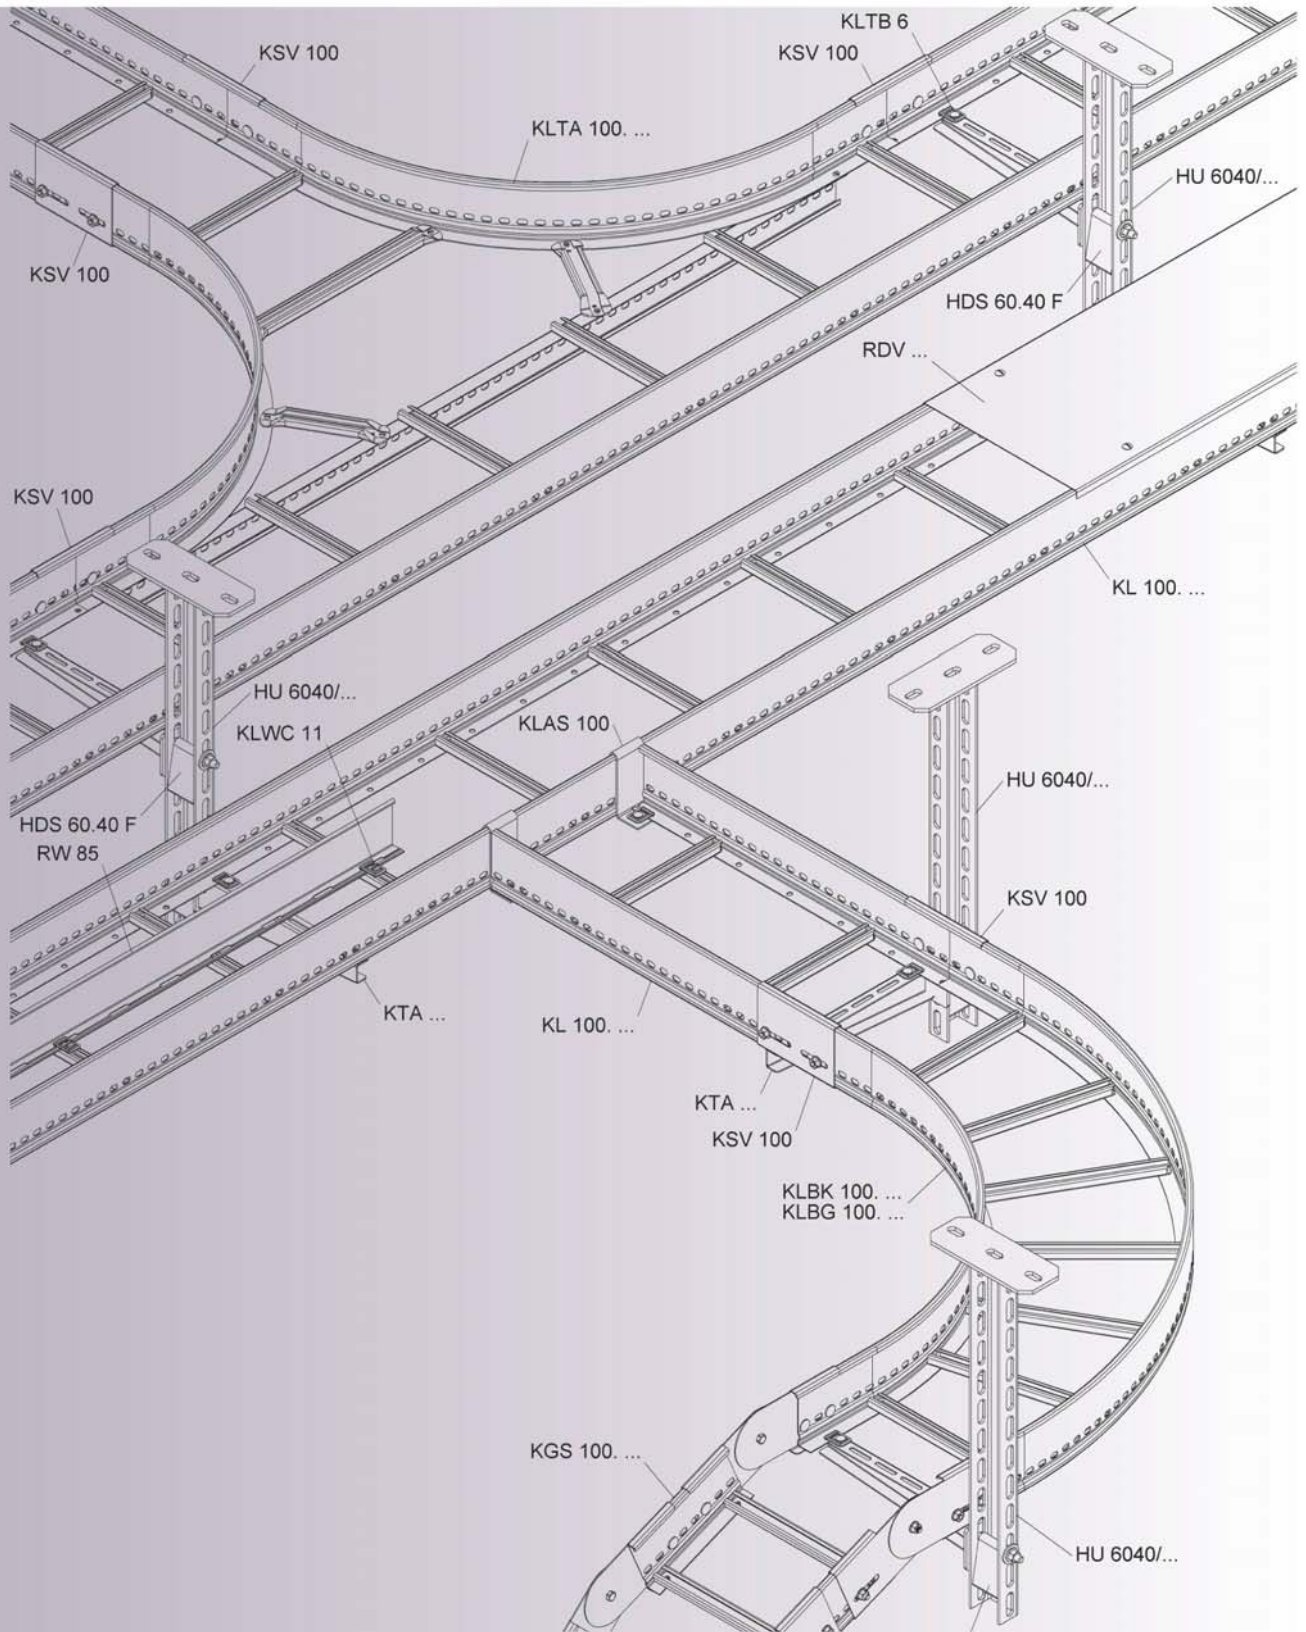 KLTB 6
KSV 100
KSV 100
KLTA 100. ...
HU 6040/...
KSV 100
HDS 60.40 F
RDV ...
KSV 100
KL 100. ...
HU 6040/...
KLWC 11
KLAS 100
HU 6040/...
HDS 60.40 F
RW 85
KSV 100
KTA ...
KL 100. ...
KTA ...
KSV 100
KLBK 100. ...
KLBG 100. ...
KGS 100. ...
HU 6040/...